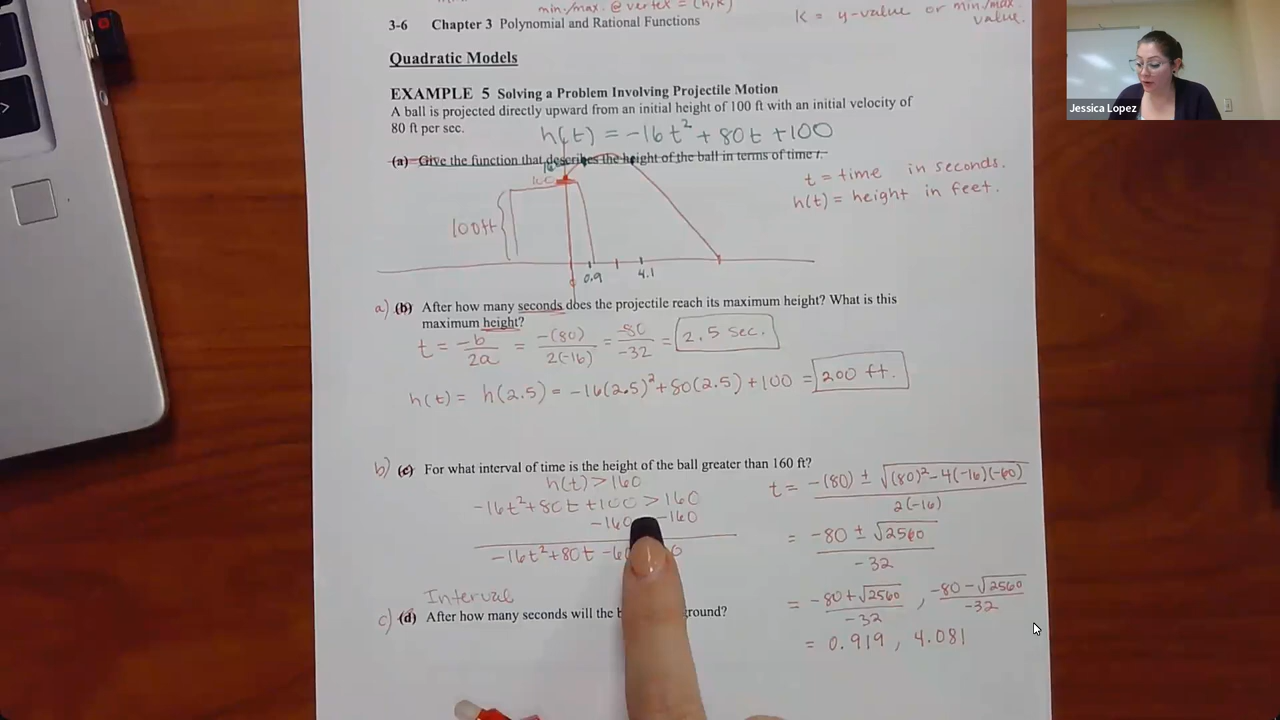 min./max. @ vertex = (h,k)
K = y-value or min./max.
value.
3-6 Chapter 3 Polynomial and Rational Functions
Quadratic Models
EXAMPLE 5 Solving a Problem Involving Projectile Motion
A ball is projected directly upward from an initial height of 100 ft with an initial velocity of
80 ft per sec.
h(t) = -16t² + 80t + 100
(a) Give the function that describes the height of the ball in terms of time t.
t = time in seconds.
h(t) = height in feet.
100ft
0.9
4.1
a) (b) After how many seconds does the projectile reach its maximum height? What is this
maximum height?
t = -b/2a = -(80)/2(-16) = -80/-32 = 2.5 sec.
h(t) = h(2.5) = -16(2.5)² + 80(2.5) + 100 = 200 ft.
b) (c) For what interval of time is the height of the ball greater than 160 ft?
h(t) > 160
-16t² + 80t + 100 > 160
-160 -160
-16t² + 80t - 60
Interval
c) (d) After how many seconds will the ground?
t = -(80) ± √(80)² - 4(-16)(-60) / 2(-16)
= -80 ± √2560 / -32
= -80 + √2560 / -32 , -80 - √2560 / -32
= 0.919 , 4.081
Jessica Lopez